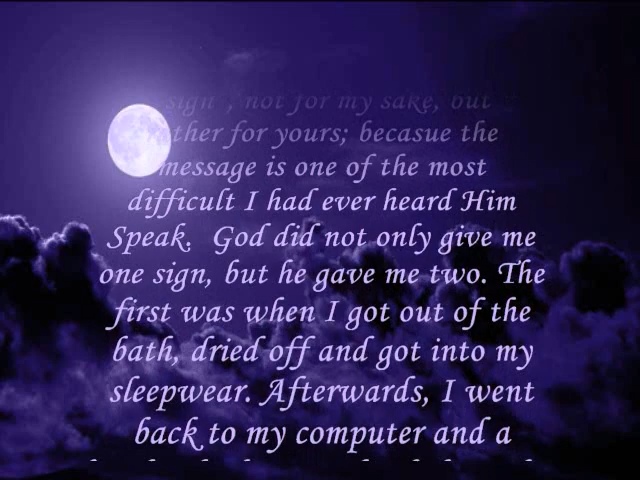 sign , not for my sake, but
ther for yours; becasue the
message is one of the most
difficult I had ever heard Him
Speak. God did not only give me
one sign, but he gave me two. The
first was when I got out of the
bath, dried off and got into my
sleepwear. Afterwards, I went
back to my computer and a